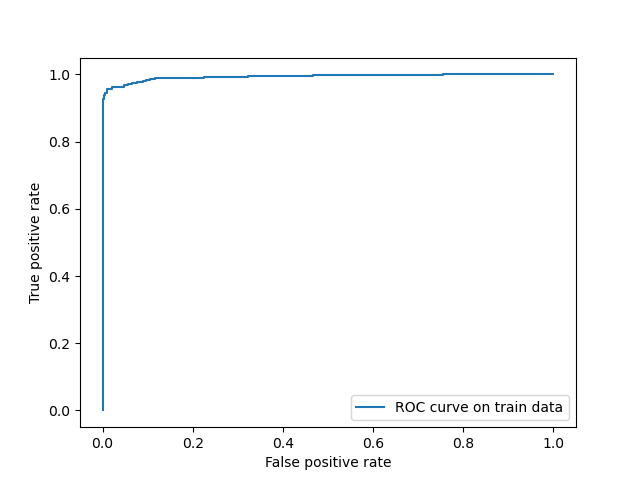 1.0
0.8
0.6
0.4
0.2
0.0
True positive rate
ROC curve on train data
0.0 0.2 0.4 0.6 0.8 1.0
False positive rate